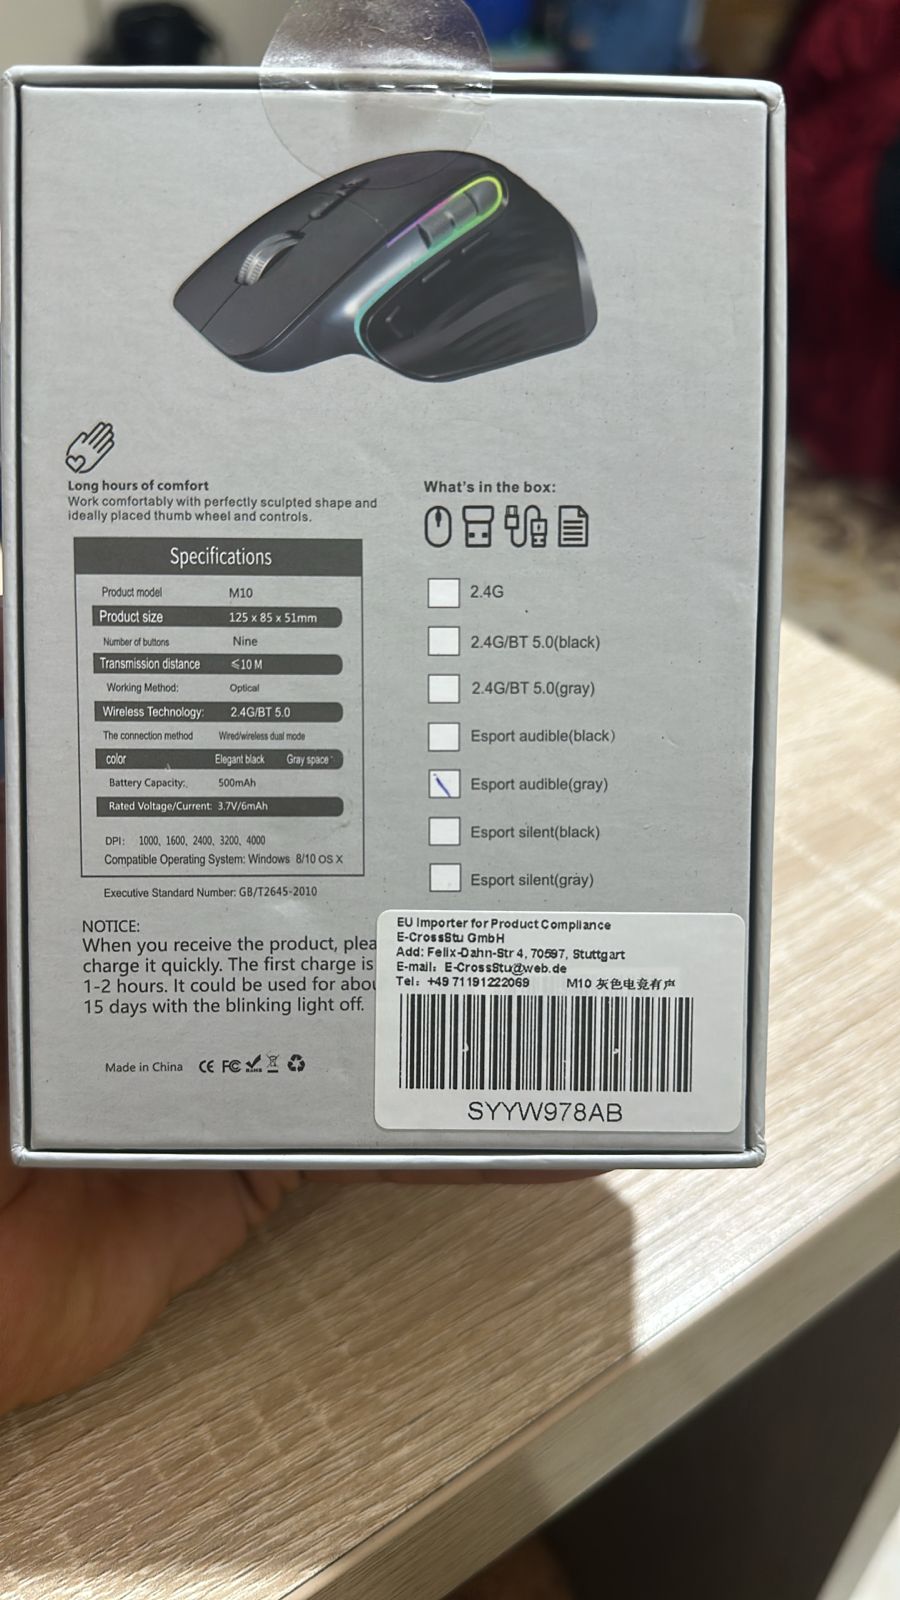 Long hours of comfort
Work comfortably with perfectly sculpted shape and
ideally placed thumb wheel and controls.
Specifications
Product model M10
Product size 125 x 85 x 51mm
Number of buttons Nine
Transmission distance ⩽10 M
Working Method: Optical
Wireless Technology: 2.4G/BT 5.0
The connection method Wired/wireless dual mode
color Elegant black Gray space
Battery Capacity: 500mAh
Rated Voltage/Current: 3.7V/6mAh
DPI: 1000, 1600, 2400, 3200, 4000
Compatible Operating System: Windows 8/10 OS X
Executive Standard Number: GB/T2645-2010
NOTICE:
When you receive the product, plea
charge it quickly. The first charge is
1-2 hours. It could be used for abou
15 days with the blinking light off.
Made in China CE FC RoHS
What's in the box:
2.4G
2.4G/BT 5.0(black)
2.4G/BT 5.0(gray)
Esport audible(black)
Esport audible(gray)
Esport silent(black)
Esport silent(gray)
EU Importer for Product Compliance
E-CrossStu GmbH
Add: Felix-Dahn-Str 4, 70597, Stuttgart
E-mail: E-CrossStu@web.de
Tel: +49 71191222069 M10 灰色电竞有声
SYYW978AB